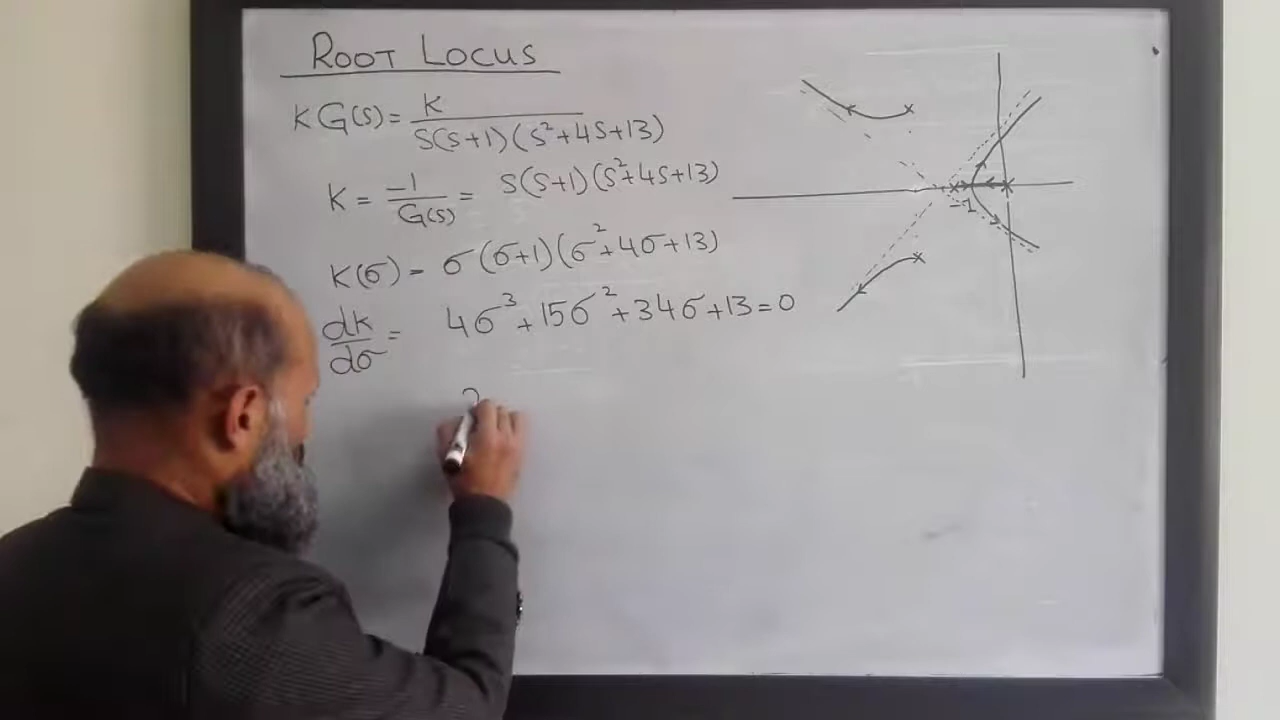 ROOT LOCUS
KG(s) = K / S(S+1)(S²+4S+13)
K = -1 / G(s) = S(S+1)(S²+4S+13)
K(σ) = σ(σ+1)(σ²+4σ+13)
dK/dσ = 4σ³+15σ²+34σ+13=0
-1